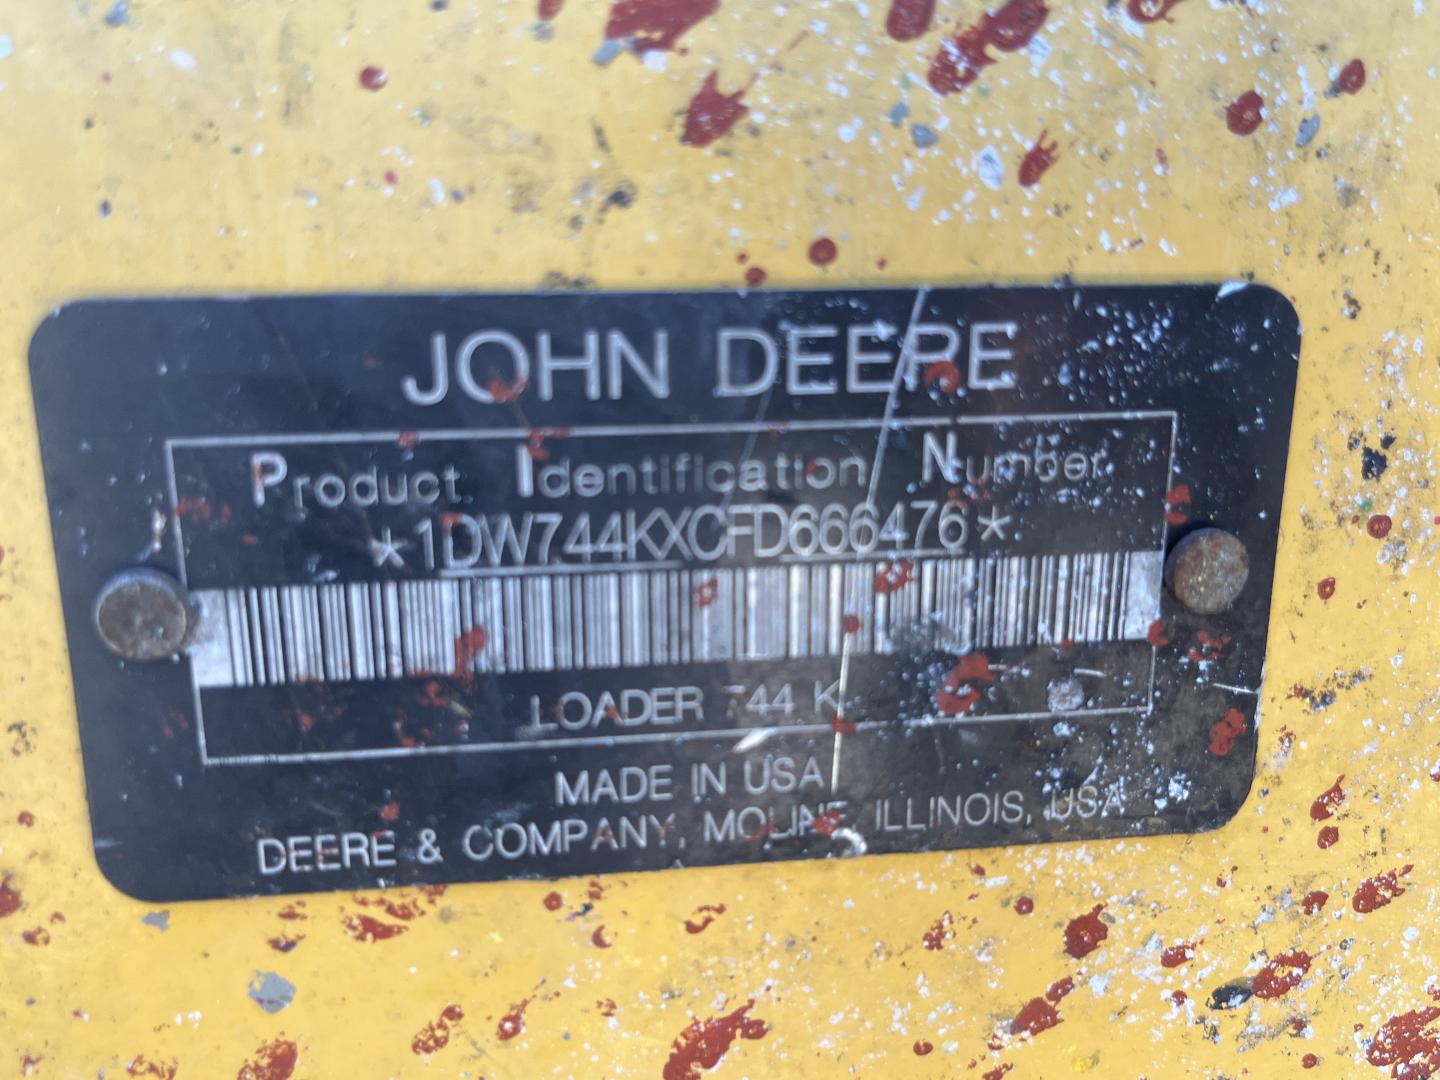 JOHN DEERE
Product Identification Number
*1DW744KXCFD666476*
LOADER 744 K
MADE IN USA
DEERE & COMPANY, MOLINE, ILLINOIS, USA